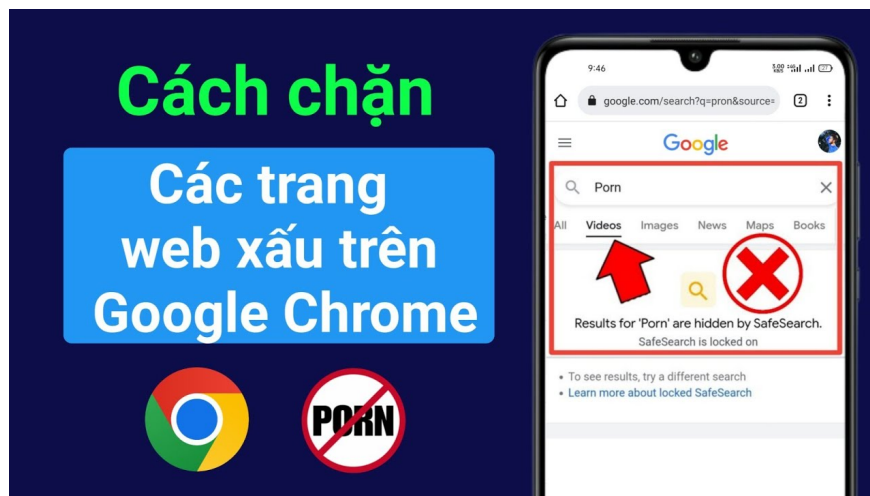 Cách chặn
Các trang
web xấu trên
Google Chrome
PORN
9:46
google.com/search?q=pron&source=
2
Google
Porn
All Videos Images News Maps Books
Results for 'Porn' are hidden by SafeSearch.
SafeSearch is locked on
• To see results, try a different search
• Learn more about locked SafeSearch